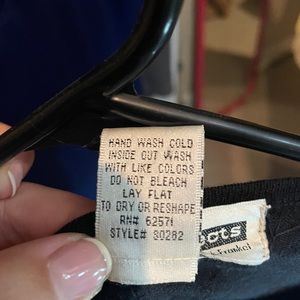 HAND WASH COLD
INSIDE OUT WASH
WITH LIKE COLORS
DO NOT BLEACH
LAY FLAT
TO DRY OR RESHAPE
RN# 62571
STYLE# 80282